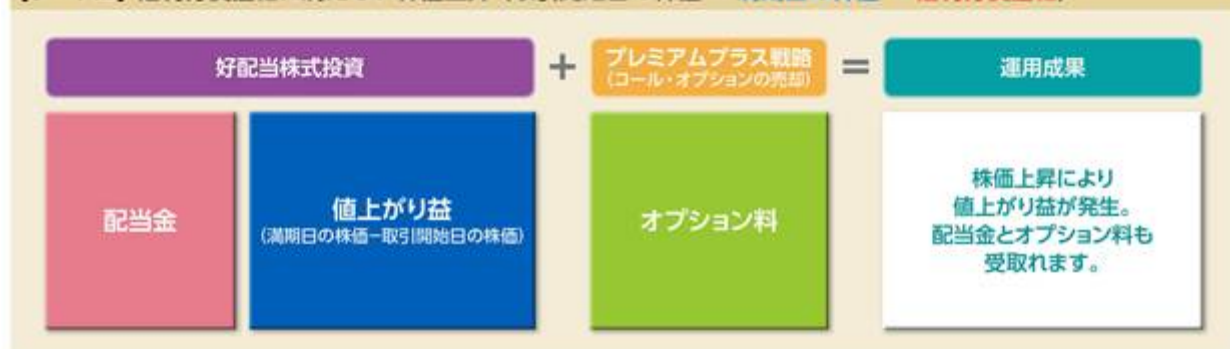 好配当株式投資
+
プレミアムプラス戦略
(コール・オプションの売却)
=
運用成果
配当金
値上がり益
(満期日の株価-取引開始日の株価)
オプション料
株価上昇により
値上がり益が発生。
配当金とオプション料も
受取れます。